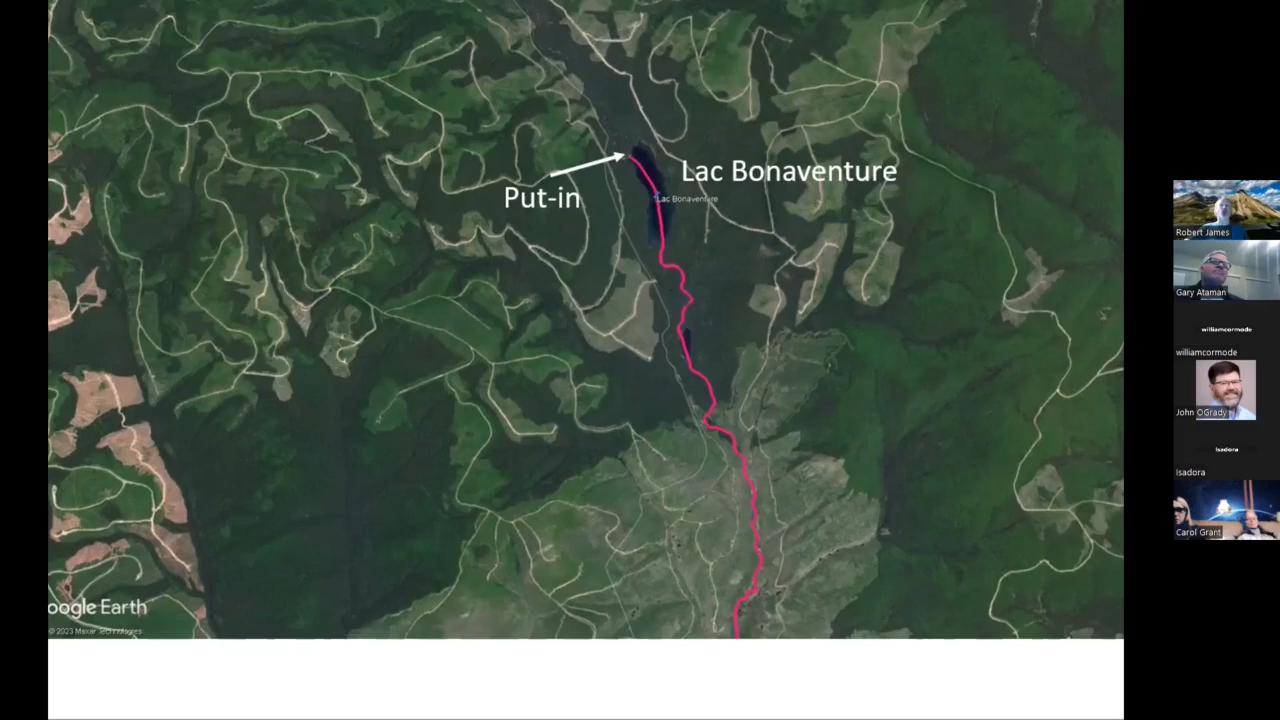 Put-in
Lac Bonaventure
Lac Bonaventure
oogle Earth
© 2023 Maxar Technologies
Robert James
Gary Ataman
williamcormode
williamcormode
John OGrady
Isadora
Isadora
Carol Grant